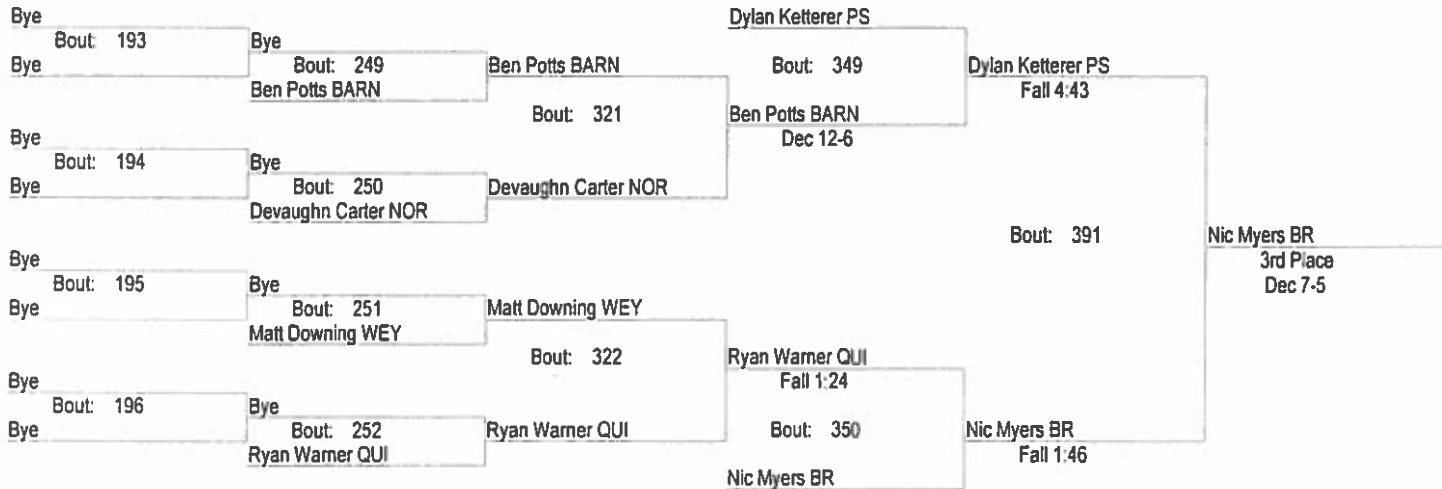 Bye
Bout: 193
Bye
Bye
Bout: 249
Ben Potts BARN
Ben Potts BARN
Bout: 321
Bye
Bout: 194
Bye
Bye
Bout: 250
Devaughn Carter NOR
Devaughn Carter NOR
Dylan Ketterer PS
Bout: 349
Ben Potts BARN
Dec 12-6
Dylan Ketterer PS
Fall 4:43
Bye
Bout: 195
Bye
Bye
Bout: 251
Matt Downing WEY
Matt Downing WEY
Bout: 322
Bye
Bout: 196
Bye
Bye
Bout: 252
Ryan Warner QUI
Ryan Warner QUI
Ryan Warner QUI
Fall 1:24
Bout: 350
Nic Myers BR
Nic Myers BR
Fall 1:46
Bout: 391
Nic Myers BR
3rd Place
Dec 7-5